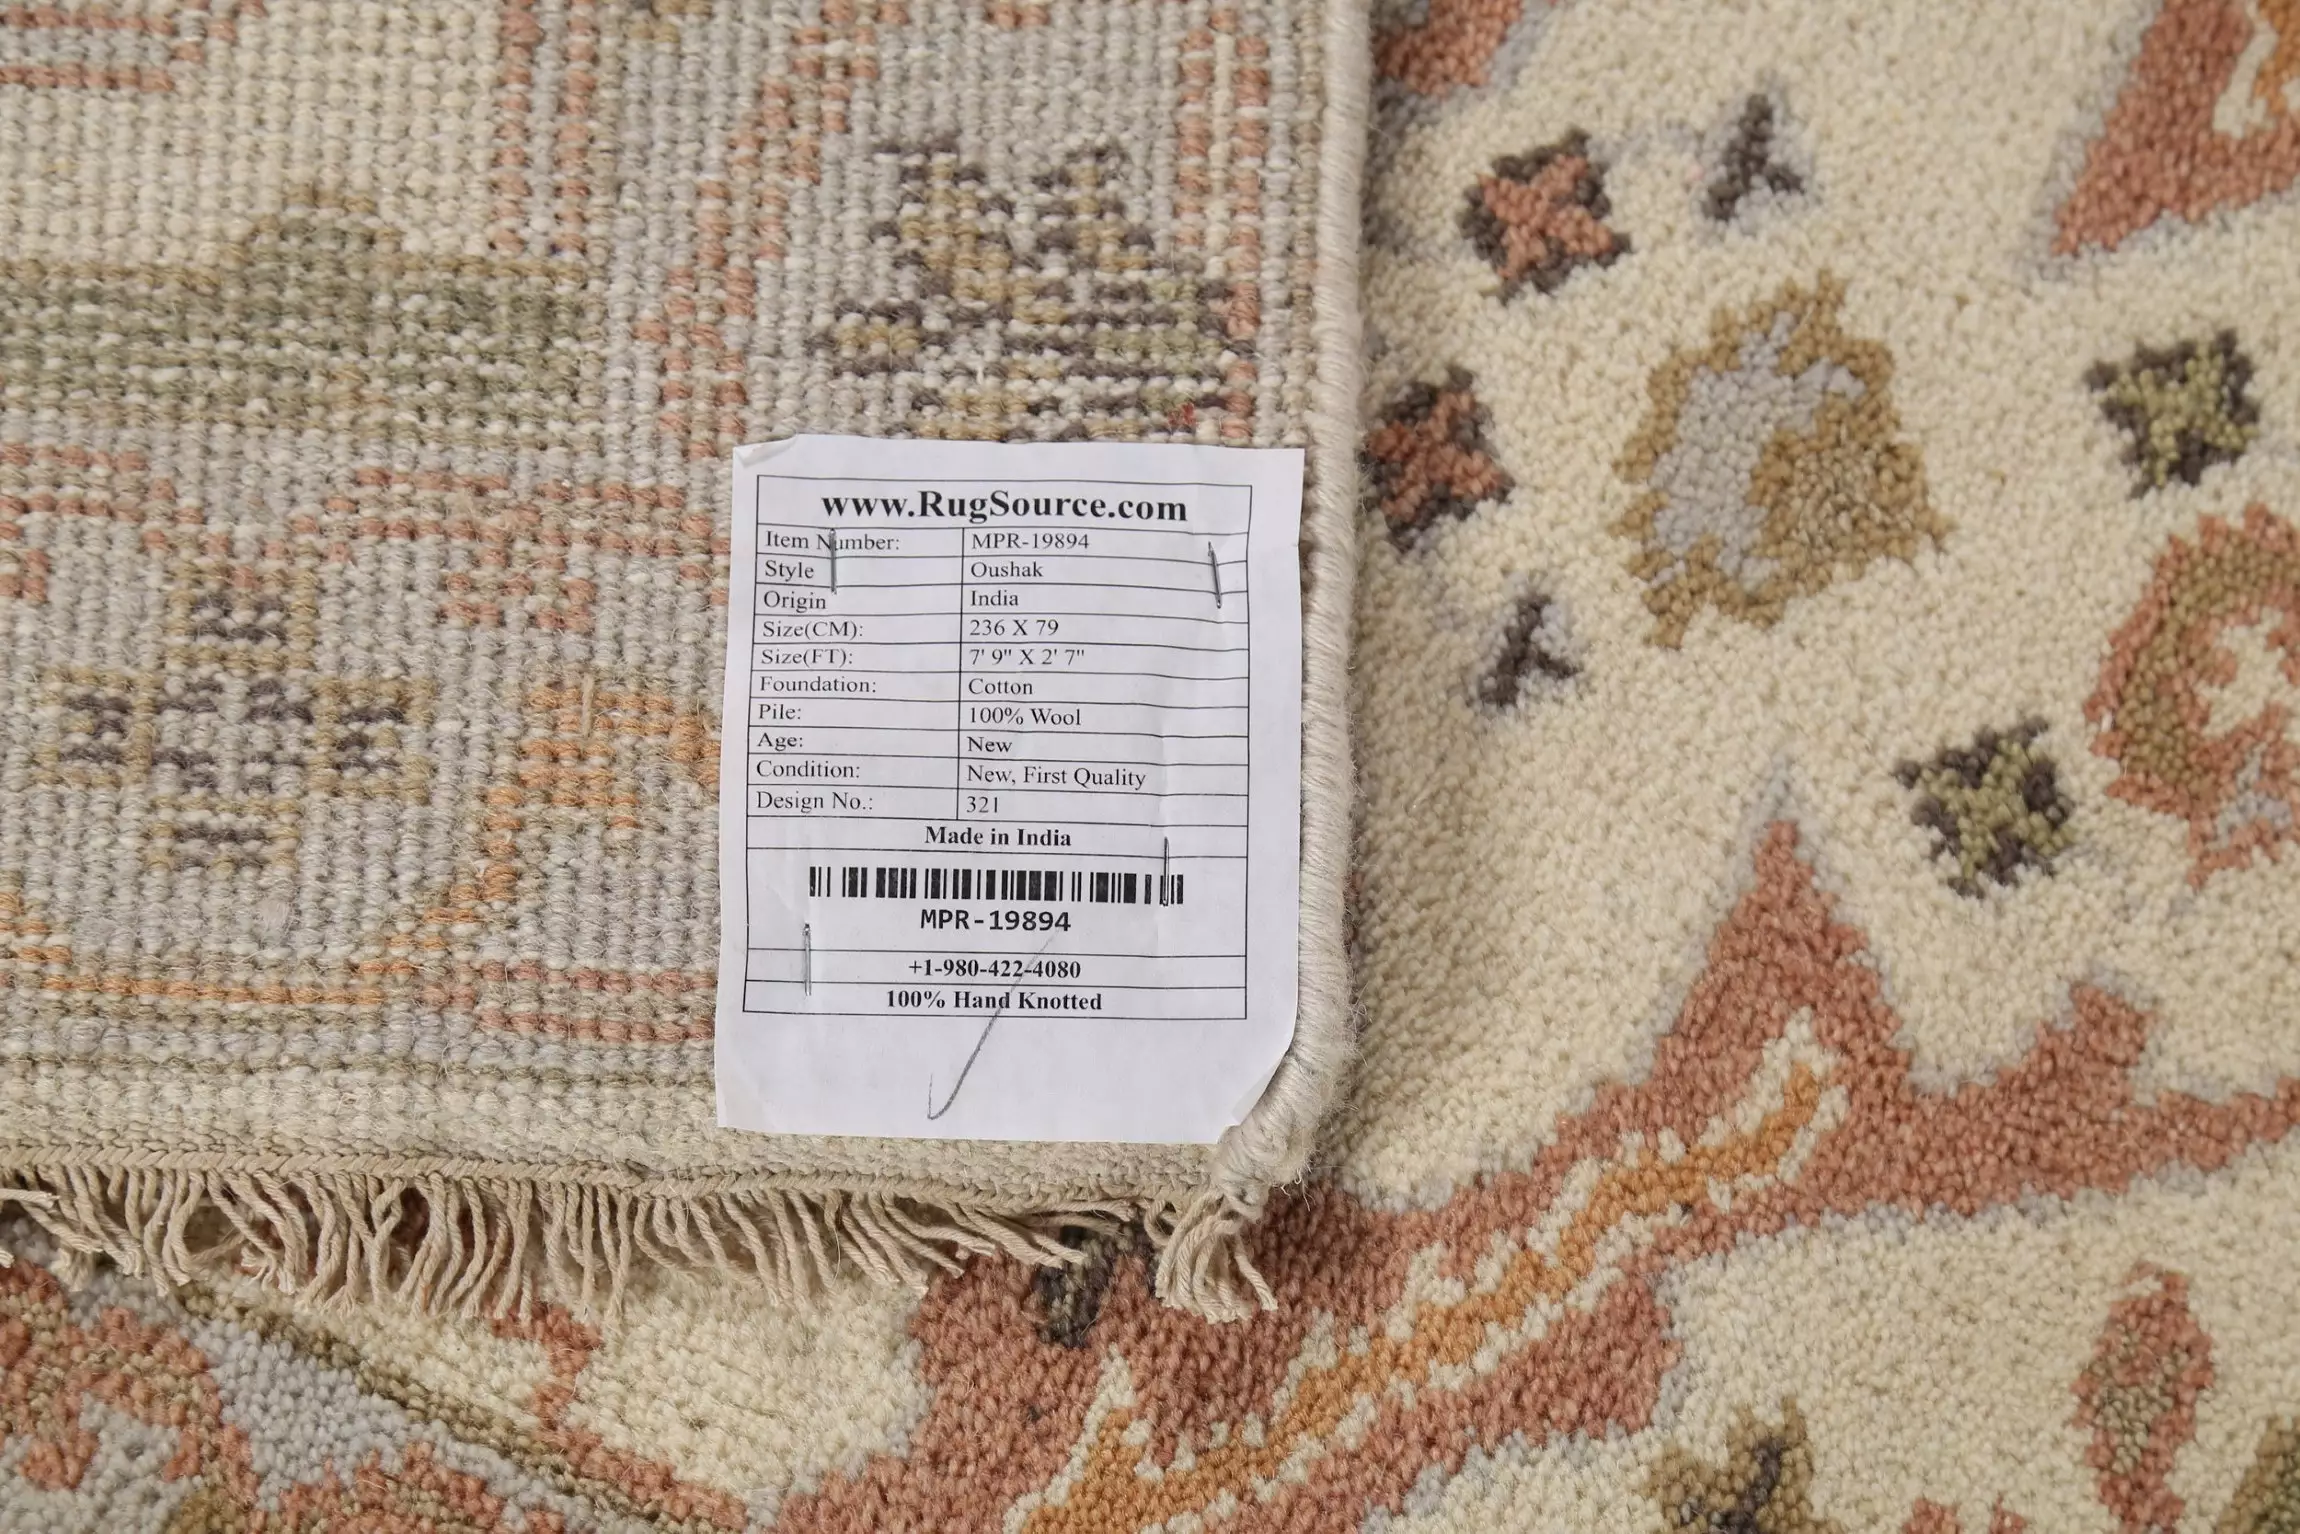 www.RugSource.com
Item Number: MPR-19894
Style Oushak
Origin India
Size(CM): 236 X 79
Size(FT): 7' 9" X 2' 7"
Foundation: Cotton
Pile: 100% Wool
Age: New
Condition: New, First Quality
Design No.: 321
Made in India
MPR-19894
+1-980-422-4080
100% Hand Knotted